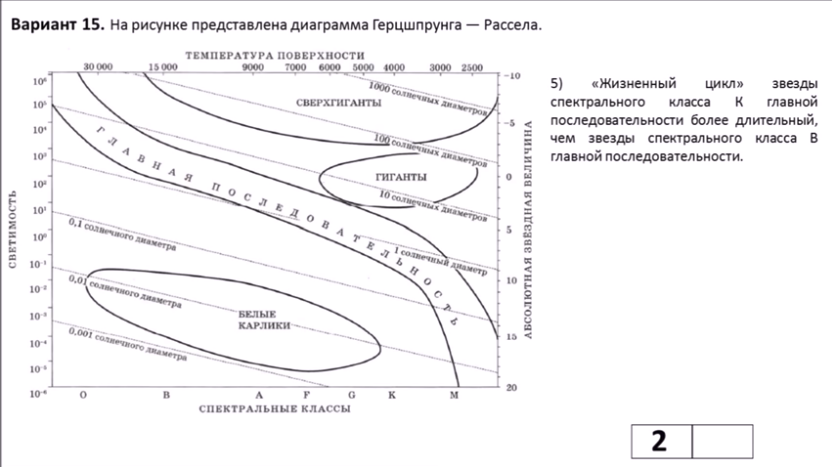 Вариант 15. На рисунке представлена диаграмма Герцшпрунга — Рассела.
ТЕМПЕРАТУРА ПОВЕРХНОСТИ
30 000 15 000 9000 7000 6000 5000 4000 3000 2500
СВЕТИМОСТЬ
10⁶
10⁵
10⁴
10³
10²
10¹
10⁰
10⁻¹
10⁻²
10⁻³
10⁻⁴
10⁻⁵
10⁻⁶
1000 солнечных диаметров
СВЕРХГИГАНТЫ
100 солнечных диаметров
ГИГАНТЫ
10 солнечных диаметров
ГЛАВНАЯ ПОСЛЕДОВАТЕЛЬНОСТЬ
1 солнечный диаметр
0,1 солнечного диаметра
0,01 солнечного диаметра
БЕЛЫЕ
КАРЛИКИ
0,001 солнечного диаметра
−10
−5
0
5
10
15
20
АБСОЛЮТНАЯ ЗВЁЗДНАЯ ВЕЛИЧИНА
O B A F G K M
СПЕКТРАЛЬНЫЕ КЛАССЫ
5) «Жизненный цикл» звезды
спектрального класса К главной
последовательности более длительный,
чем звезды спектрального класса В
главной последовательности.
2